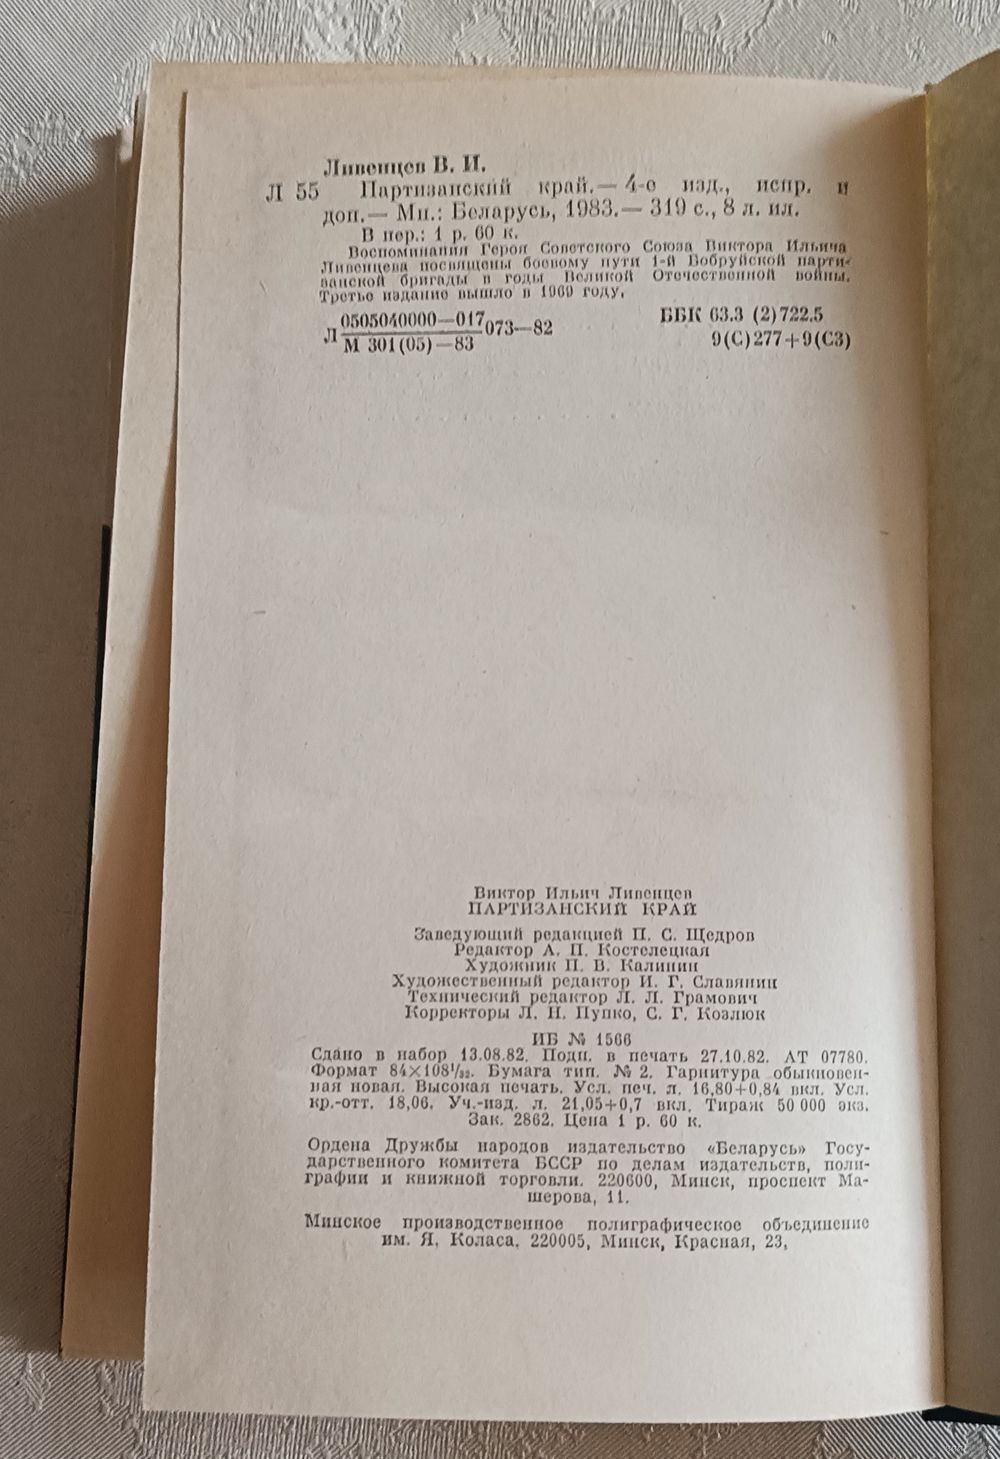 Ливенцев В. И.
Л 55 Партизанский край.— 4-е изд., испр. и
доп.— Мн.: Беларусь, 1983.— 319 с., 8 л. ил.
В пер.: 1 р. 60 к.
Воспоминания Героя Советского Союза Виктора Ильича
Ливенцева посвящены боевому пути 1-й Бобруйской парти-
занской бригады в годы Великой Отечественной войны.
Третье издание вышло в 1969 году.
Л 0505040000—017 073—82 ББК 63.3 (2)722.5
М 301(05)—83 9(С)277+9(С3)
Виктор Ильич Ливенцев
ПАРТИЗАНСКИЙ КРАЙ
Заведующий редакцией П. С. Щедров
Редактор А. П. Костелецкая
Художник П. В. Калинин
Художественный редактор И. Г. Славянин
Технический редактор Л. Л. Грамович
Корректоры Л. Н. Пупко, С. Г. Козлюк
ИБ № 1566
Сдано в набор 13.08.82. Подп. в печать 27.10.82. АТ 07780.
Формат 84×108¹/₃₂. Бумага тип. № 2. Гарнитура обыкновен-
ная новая. Высокая печать. Усл. печ. л. 16,80+0,84 вкл. Усл.
кр.-отт. 18,06. Уч.-изд. л. 21,05+0,7 вкл. Тираж 50 000 экз.
Зак. 2862. Цена 1 р. 60 к.
Ордена Дружбы народов издательство «Беларусь» Госу-
дарственного комитета БССР по делам издательств, поли-
графии и книжной торговли. 220600, Минск, проспект Ма-
шерова, 11.
Минское производственное полиграфическое объединение
им. Я. Коласа. 220005, Минск, Красная, 23.